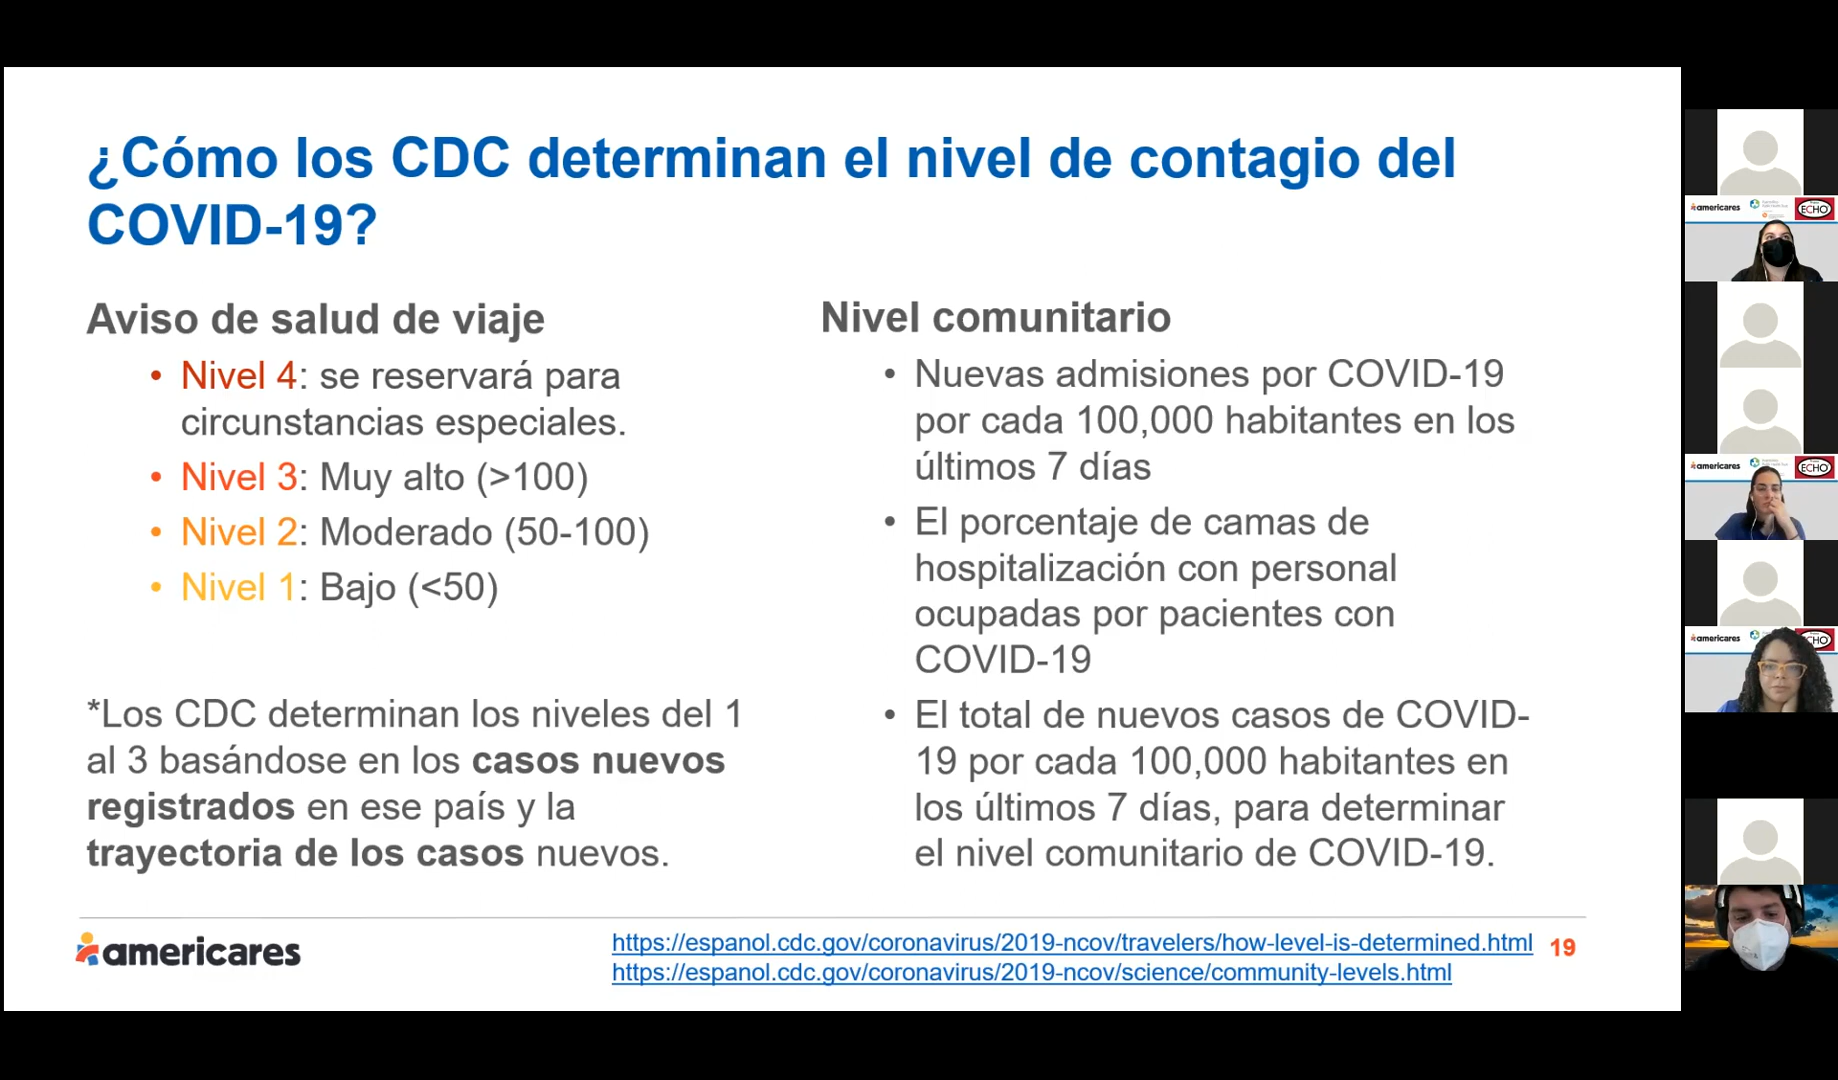 ¿Cómo los CDC determinan el nivel de contagio del
COVID-19?
Aviso de salud de viaje
• Nivel 4: se reservará para
circunstancias especiales.
• Nivel 3: Muy alto (>100)
• Nivel 2: Moderado (50-100)
• Nivel 1: Bajo (<50)
*Los CDC determinan los niveles del 1
al 3 basándose en los casos nuevos
registrados en ese país y la
trayectoria de los casos nuevos.
Nivel comunitario
• Nuevas admisiones por COVID-19
por cada 100,000 habitantes en los
últimos 7 días
• El porcentaje de camas de
hospitalización con personal
ocupadas por pacientes con
COVID-19
• El total de nuevos casos de COVID-
19 por cada 100,000 habitantes en
los últimos 7 días, para determinar
el nivel comunitario de COVID-19.
americares
https://espanol.cdc.gov/coronavirus/2019-ncov/travelers/how-level-is-determined.html
19
https://espanol.cdc.gov/coronavirus/2019-ncov/science/community-levels.html
americares
ECHO
americares
ECHO
americares
CHO